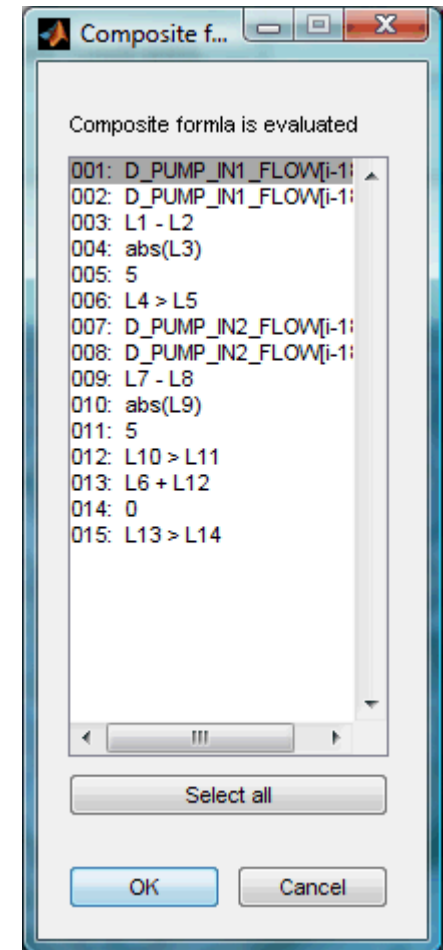 Composite f...
Composite formla is evaluated
001: D_PUMP_IN1_FLOW[i-1
002: D_PUMP_IN1_FLOW[i-1
003: L1 - L2
004: abs(L3)
005: 5
006: L4 > L5
007: D_PUMP_IN2_FLOW[i-1
008: D_PUMP_IN2_FLOW[i-1
009: L7 - L8
010: abs(L9)
011: 5
012: L10 > L11
013: L6 + L12
014: 0
015: L13 > L14
Select all
OK Cancel